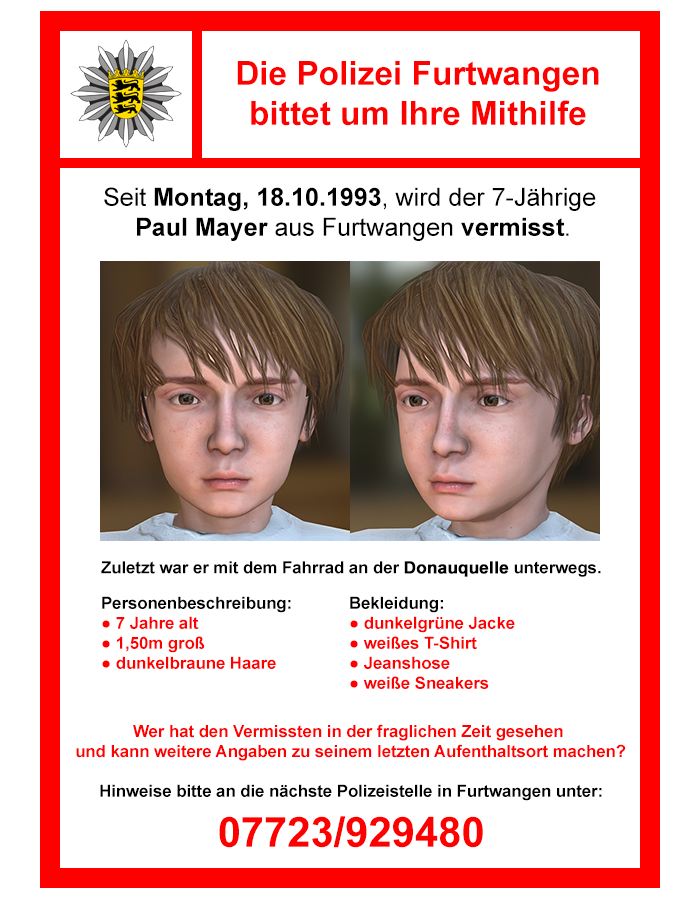 Die Polizei Furtwangen
bittet um Ihre Mithilfe
Seit Montag, 18.10.1993, wird der 7-Jährige
Paul Mayer aus Furtwangen vermisst.
Zuletzt war er mit dem Fahrrad an der Donauquelle unterwegs.
Personenbeschreibung:
● 7 Jahre alt
● 1,50m groß
● dunkelbraune Haare
Bekleidung:
● dunkelgrüne Jacke
● weißes T-Shirt
● Jeanshose
● weiße Sneakers
Wer hat den Vermissten in der fraglichen Zeit gesehen
und kann weitere Angaben zu seinem letzten Aufenthaltsort machen?
Hinweise bitte an die nächste Polizeistelle in Furtwangen unter:
07723/929480